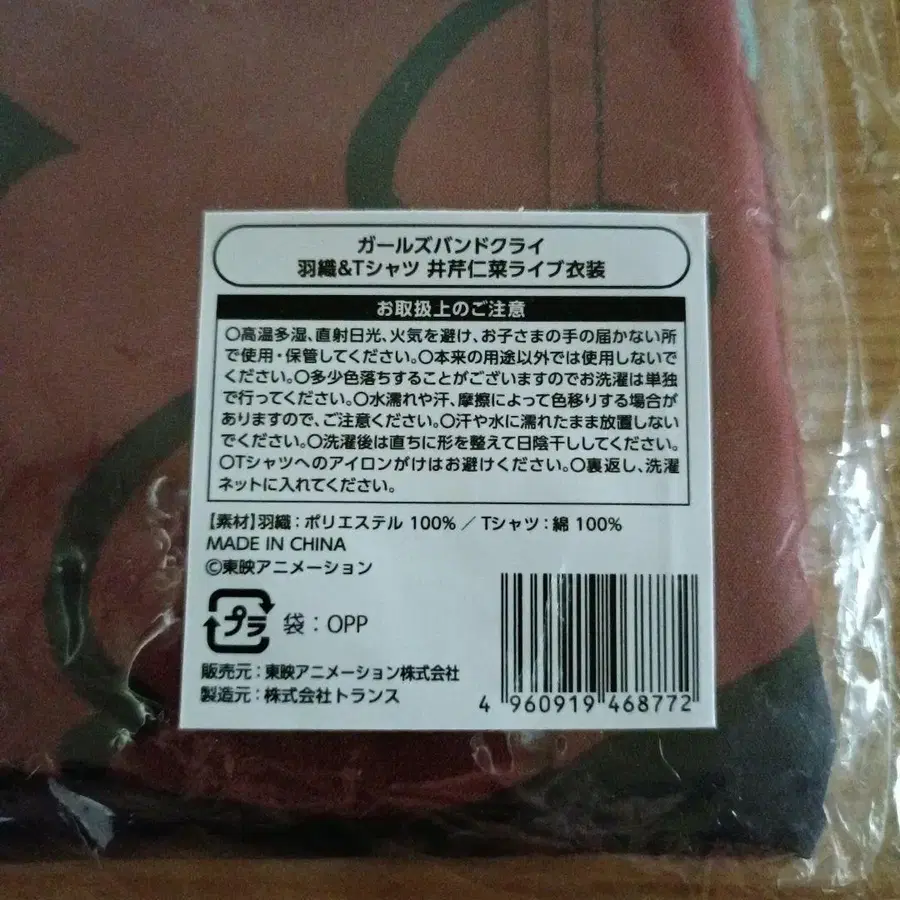 ガールズバンドクライ
羽織&Tシャツ 井芹仁菜ライブ衣装
お取扱上のご注意
〇高温多湿、直射日光、火気を避け、お子さまの手の届かない所
で使用・保管してください。〇本来の用途以外では使用しないで
ください。〇多少色落ちすることがございますのでお洗濯は単独
で行ってください。〇水濡れや汗、摩擦によって色移りする場合が
ありますので、ご注意ください。〇汗や水に濡れたまま放置しない
でください。〇洗濯後は直ちに形を整えて日陰干ししてください。
〇Tシャツへのアイロンがけはお避けください。〇裏返し、洗濯
ネットに入れてください。
【素材】羽織：ポリエステル 100% ／ Tシャツ：綿 100%
MADE IN CHINA
©東映アニメーション
プラ 袋：OPP
販売元：東映アニメーション株式会社
製造元：株式会社トランス
4 960919 468772